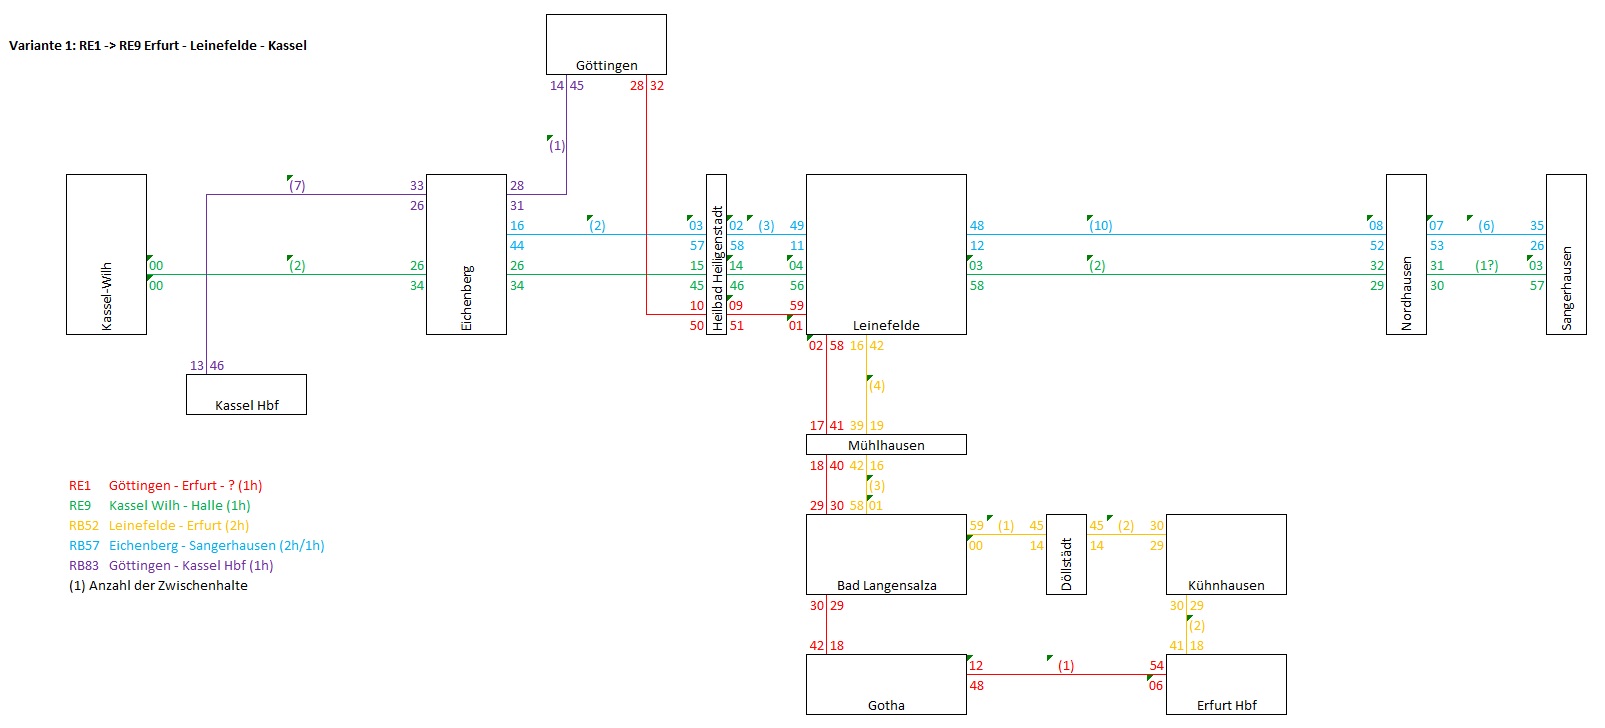 Variante 1: RE1 -> RE9 Erfurt - Leinefelde - Kassel
Göttingen
14 45 28 32
(1)
(7) 33 28
26 31
16 (2) 03 02 (3) 49 48 (10) 08 07 (6) 35
44 57 58 11 12 52 53 26
00 (2) 26 26 15 14 04 03 (2) 32 31 (1?) 03
00 34 34 45 46 56 58 29 30 57
10 09 59
50 51 01
Kassel-Wilh
Eichenberg
Heilbad Heiligenstadt
Leinefelde
Nordhausen
Sangerhausen
02 58 16 42
13 46
(4)
Kassel Hbf
17 41 39 19
Mühlhausen
18 40 42 16
(3)
29 30 58 01
RE1 Göttingen - Erfurt - ? (1h)
RE9 Kassel Wilh - Halle (1h)
RB52 Leinefelde - Erfurt (2h)
RB57 Eichenberg - Sangerhausen (2h/1h)
RB83 Göttingen - Kassel Hbf (1h)
(1) Anzahl der Zwischenhalte
59 (1) 45 45 (2) 30
00 14 14 29
Bad Langensalza
Döllstädt
Kühnhausen
30 29 30 29
(2)
42 18 41 18
12 (1) 54
48 06
Gotha
Erfurt Hbf